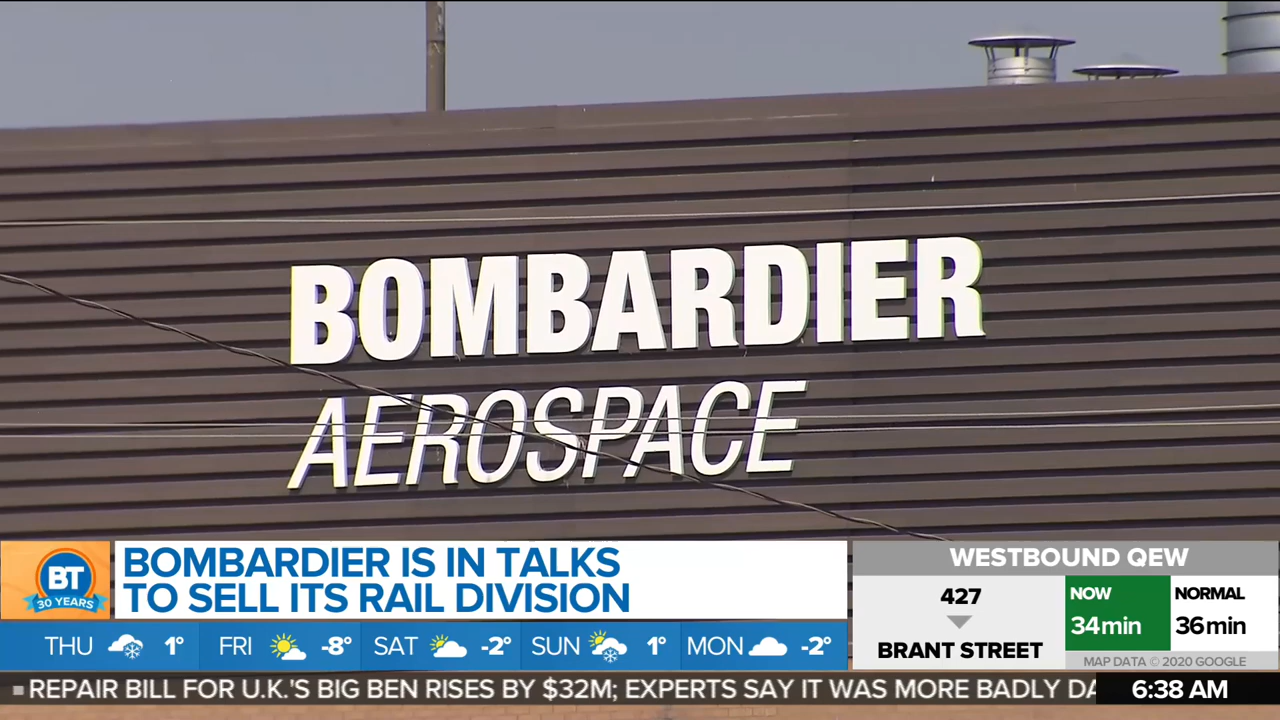 BOMBARDIER
AEROSPACE
BT
30 YEARS
BOMBARDIER IS IN TALKS
TO SELL ITS RAIL DIVISION
WESTBOUND QEW
427
BRANT STREET
NOW
34min
NORMAL
36min
MAP DATA © 2020 GOOGLE
THU 1° FRI -8° SAT -2° SUN 1° MON -2°
REPAIR BILL FOR U.K.'S BIG BEN RISES BY $32M; EXPERTS SAY IT WAS MORE BADLY
6:38 AM